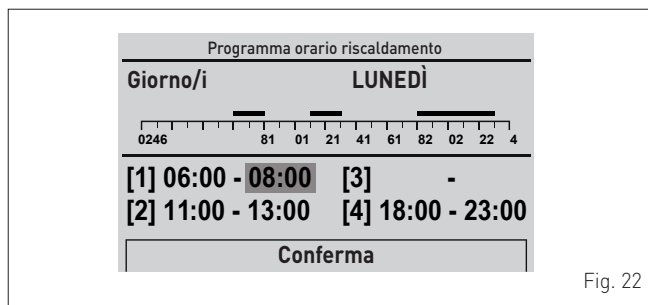 Programma orario riscaldamento
Giorno/i LUNEDÌ
0246 81 01 21 41 61 82 02 22 4
[1] 06:00 - 08:00 [3] -
[2] 11:00 - 13:00 [4] 18:00 - 23:00
Conferma
Fig. 22